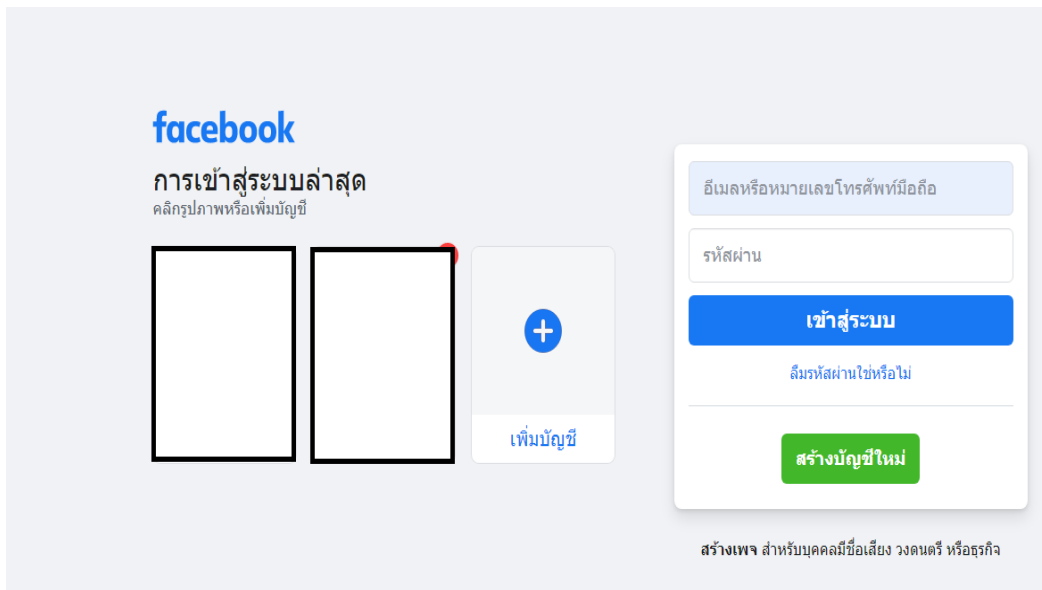 facebook
การเข้าสู่ระบบล่าสุด
คลิกรูปภาพหรือเพิ่มบัญชี
เพิ่มบัญชี
อีเมลหรือหมายเลขโทรศัพท์มือถือ
รหัสผ่าน
เข้าสู่ระบบ
ลืมรหัสผ่านใช่หรือไม่
สร้างบัญชีใหม่
สร้างเพจ สำหรับบุคคลมีชื่อเสียง วงดนตรี หรือธุรกิจ